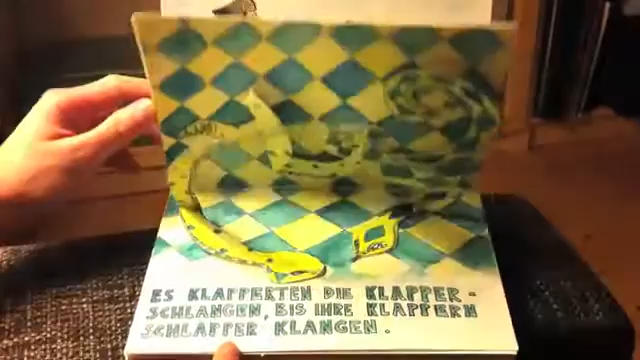 ES KLAPPERTEN DIE KLAPPER-
SCHLANGEN, BIS IHRE KLAPPERN
SCHLAPPER KLANGEN.